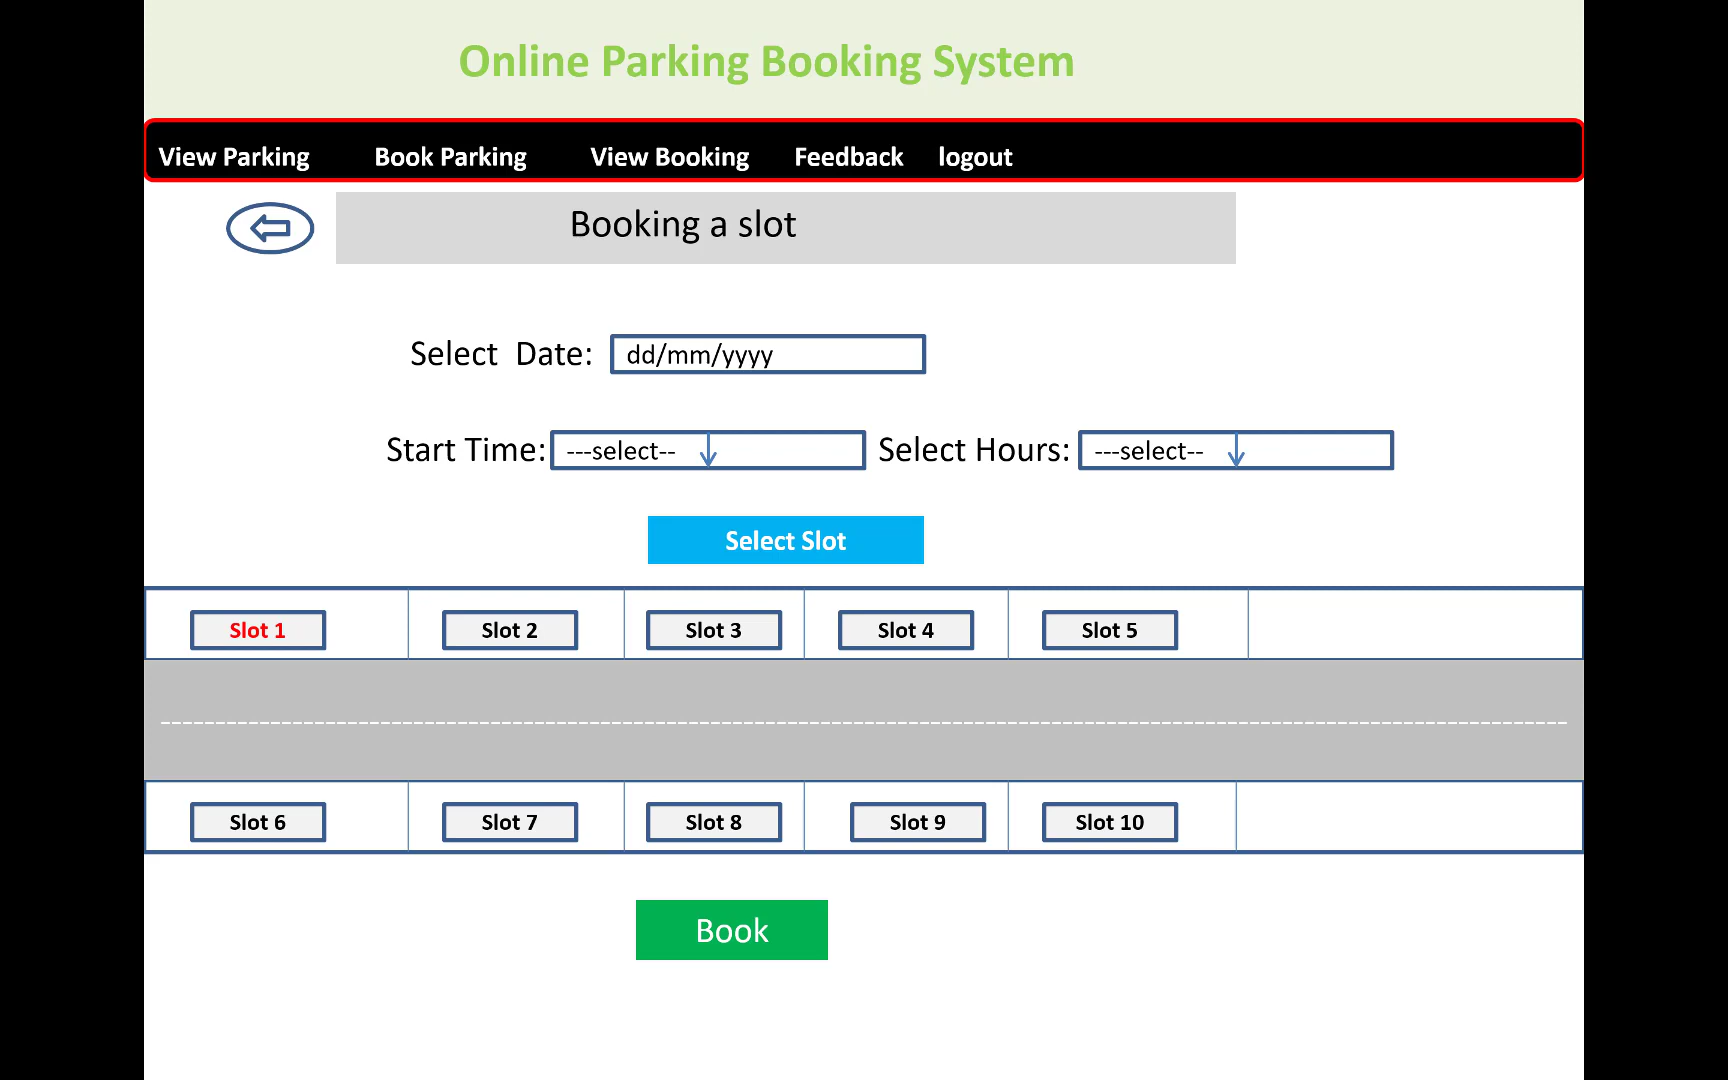 Online Parking Booking System
View Parking Book Parking View Booking Feedback logout
Booking a slot
Select Date: dd/mm/yyyy
Start Time: ---select-- Select Hours: ---select--
Select Slot
Slot 1 Slot 2 Slot 3 Slot 4 Slot 5
Slot 6 Slot 7 Slot 8 Slot 9 Slot 10
Book